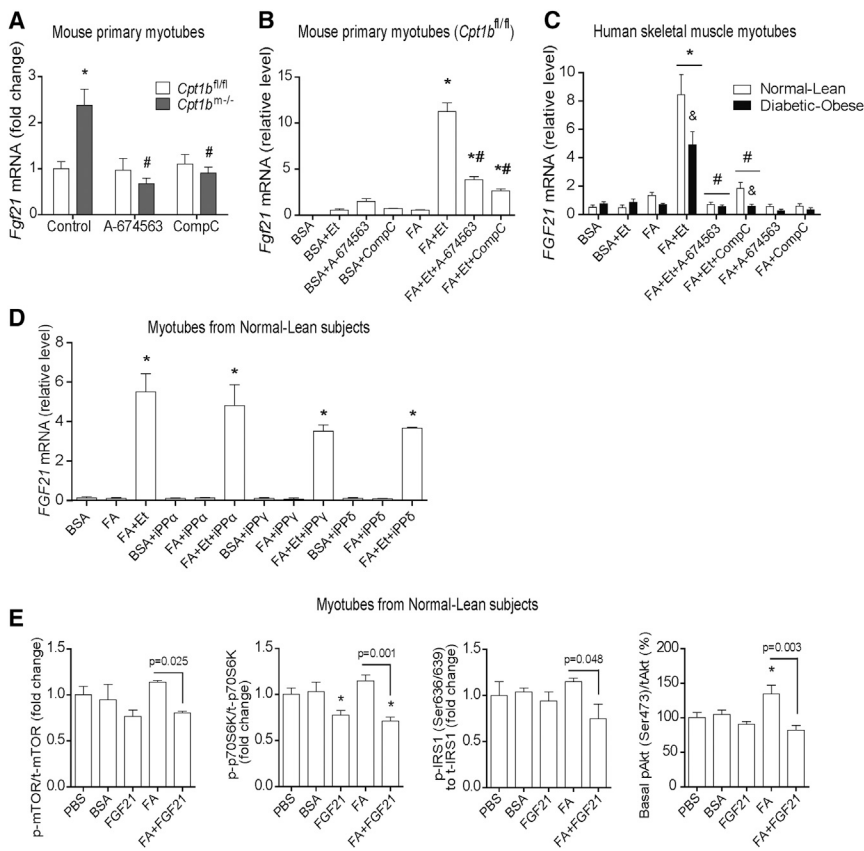 A
Mouse primary myotubes
Fgf21 mRNA (fold change)
3
2
1
0
*
#
#
Cpt1b fl/fl
Cpt1b m-/-
Control
A-674563
CompC
B
Mouse primary myotubes (Cpt1b fl/fl)
Fgf21 mRNA (relative level)
15
10
5
0
*
*#
*#
BSA
BSA+Et
BSA+A-674563
BSA+CompC
FA
FA+Et
FA+Et+A-674563
FA+Et+CompC
C
Human skeletal muscle myotubes
FGF21 mRNA (relative level)
10
8
6
4
2
0
*
&
#
#
&
Normal-Lean
Diabetic-Obese
BSA
BSA+Et
FA
FA+Et
FA+Et+A-674563
FA+Et+CompC
FA+A-674563
FA+CompC
D
Myotubes from Normal-Lean subjects
FGF21 mRNA (relative level)
8
6
4
2
0
*
*
*
*
BSA
FA
FA+Et
BSA+iPPα
FA+iPPα
FA+Et+iPPα
BSA+iPPγ
FA+iPPγ
FA+Et+iPPγ
BSA+iPPδ
FA+iPPδ
FA+Et+iPPδ
E
Myotubes from Normal-Lean subjects
p-mTOR/t-mTOR (fold change)
1.5
1.0
0.5
0.0
p=0.025
PBS
BSA
FGF21
FA
FA+FGF21
p-p70S6K/t-p70S6K
(fold change)
1.5
1.0
0.5
0.0
p=0.001
*
*
PBS
BSA
FGF21
FA
FA+FGF21
p-IRS1 (Ser636/639)
to t-IRS1 (fold change)
1.5
1.0
0.5
0.0
p=0.048
PBS
BSA
FGF21
FA
FA+FGF21
Basal pAkt (Ser473)/tAkt (%)
200
150
100
50
0
p=0.003
*
PBS
BSA
FGF21
FA
FA+FGF21